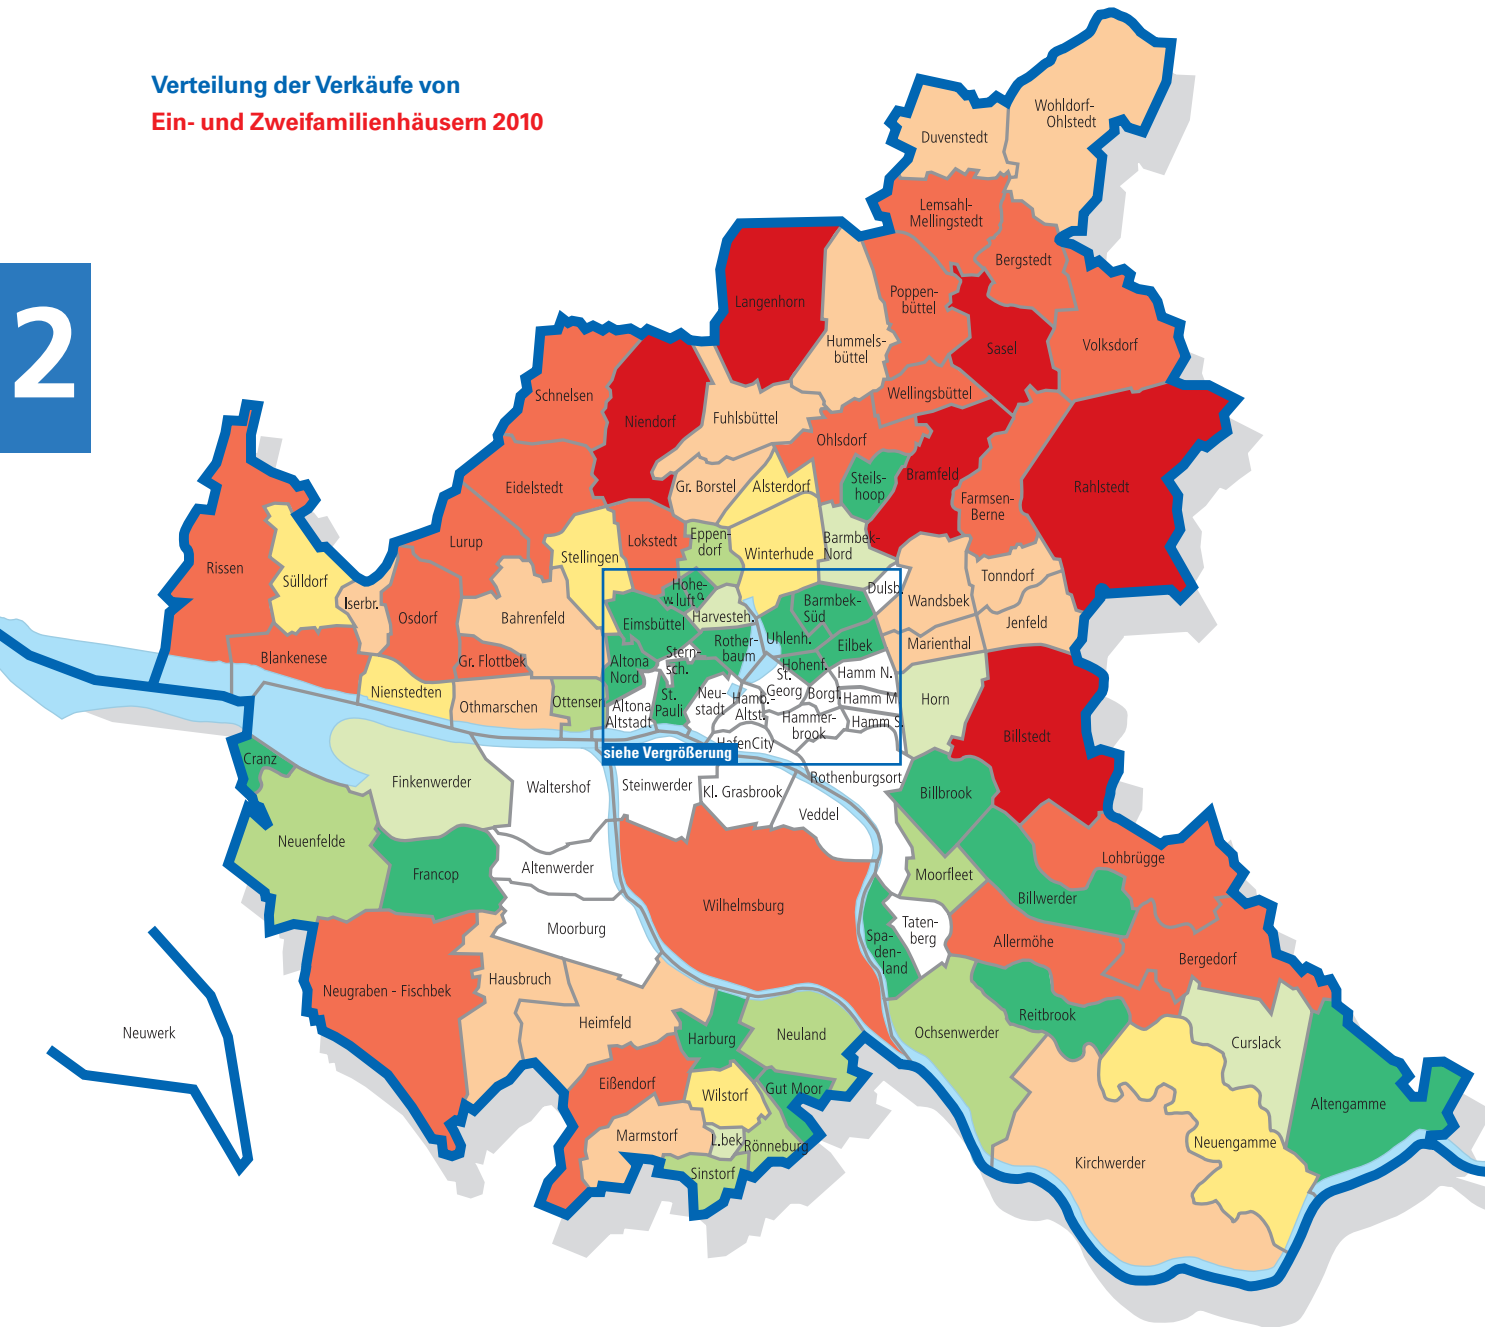 Verteilung der Verkäufe von
Ein- und Zweifamilienhäusern 2010
2
Wohldorf-
Ohlstedt
Duvenstedt
Lemsahl-
Mellingstedt
Bergstedt
Poppen-
büttel
Langenhorn
Hummels-
büttel
Sasel
Volksdorf
Schnelsen
Niendorf
Wellingsbüttel
Fuhlsbüttel
Ohlsdorf
Eidelstedt
Gr. Borstel
Alsterdorf
Steils-
hoop
Bramfeld
Farmsen-
Berne
Rahlstedt
Lurup
Stellingen
Lokstedt
Eppen-
dorf
Winterhude
Barmbek-
Nord
Rissen
Sülldorf
Iserbr.
Osdorf
Bahrenfeld
Hohe-
w.luft O.
Harvesteh.
Dulsb.
Barmbek-
Süd
Wandsbek
Tonndorf
Jenfeld
Eimsbüttel
Rother-
baum
Uhlenh.
Eilbek
Marienthal
Blankenese
Gr. Flottbek
Altona
Nord
Stern-
sch.
Hohenf.
Nienstedten
Othmarschen
Ottensen
Altona
Altstadt
St.
Pauli
Neu-
stadt
Hamb.-
Altst.
St.
Georg
Borgf.
Hamm N.
Hamm M.
Hamm S.
Hammer-
brook
Horn
HafenCity
siehe Vergrößerung
Billstedt
Cranz
Finkenwerder
Waltershof
Steinwerder
Kl. Grasbrook
Rothenburgsort
Veddel
Billbrook
Neuenfelde
Francop
Altenwerder
Moorfleet
Lohbrügge
Billwerder
Wilhelmsburg
Moorburg
Spa-
den-
land
Taten-
berg
Allermöhe
Bergedorf
Neugraben - Fischbek
Hausbruch
Heimfeld
Harburg
Neuland
Ochsenwerder
Reitbrook
Curslack
Neuwerk
Eißendorf
Wilstorf
Gut Moor
Altengamme
Marmstorf
L.bek
Rönneburg
Sinstorf
Neuengamme
Kirchwerder